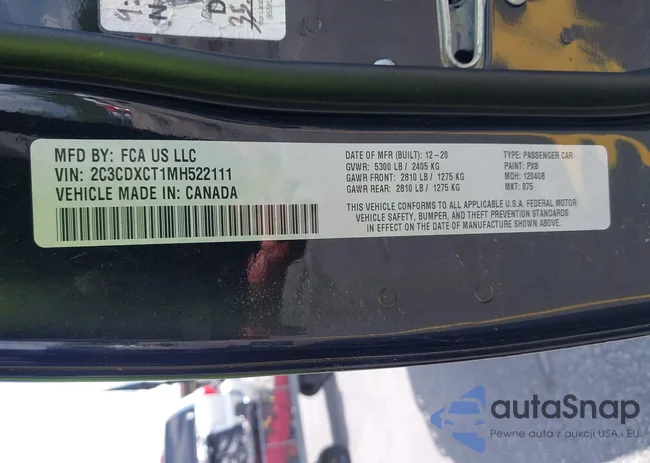 MFD BY: FCA US LLC
VIN: 2C3CDXCT1MH522111
VEHICLE MADE IN: CANADA
DATE OF MFR (BUILT): 12-20
GVWR: 5300 LB / 2405 KG
GAWR FRONT: 2810 LB / 1275 KG
GAWR REAR: 2810 LB / 1275 KG
TYPE: PASSENGER CAR
PAINT: PX8
MDH: 120408
MKT: 875
THIS VEHICLE CONFORMS TO ALL APPLICABLE U.S.A. FEDERAL MOTOR
VEHICLE SAFETY, BUMPER, AND THEFT PREVENTION STANDARDS
IN EFFECT ON THE DATE OF MANUFACTURE SHOWN ABOVE.
autaSnap
Pewne auta z aukcji USA i EU